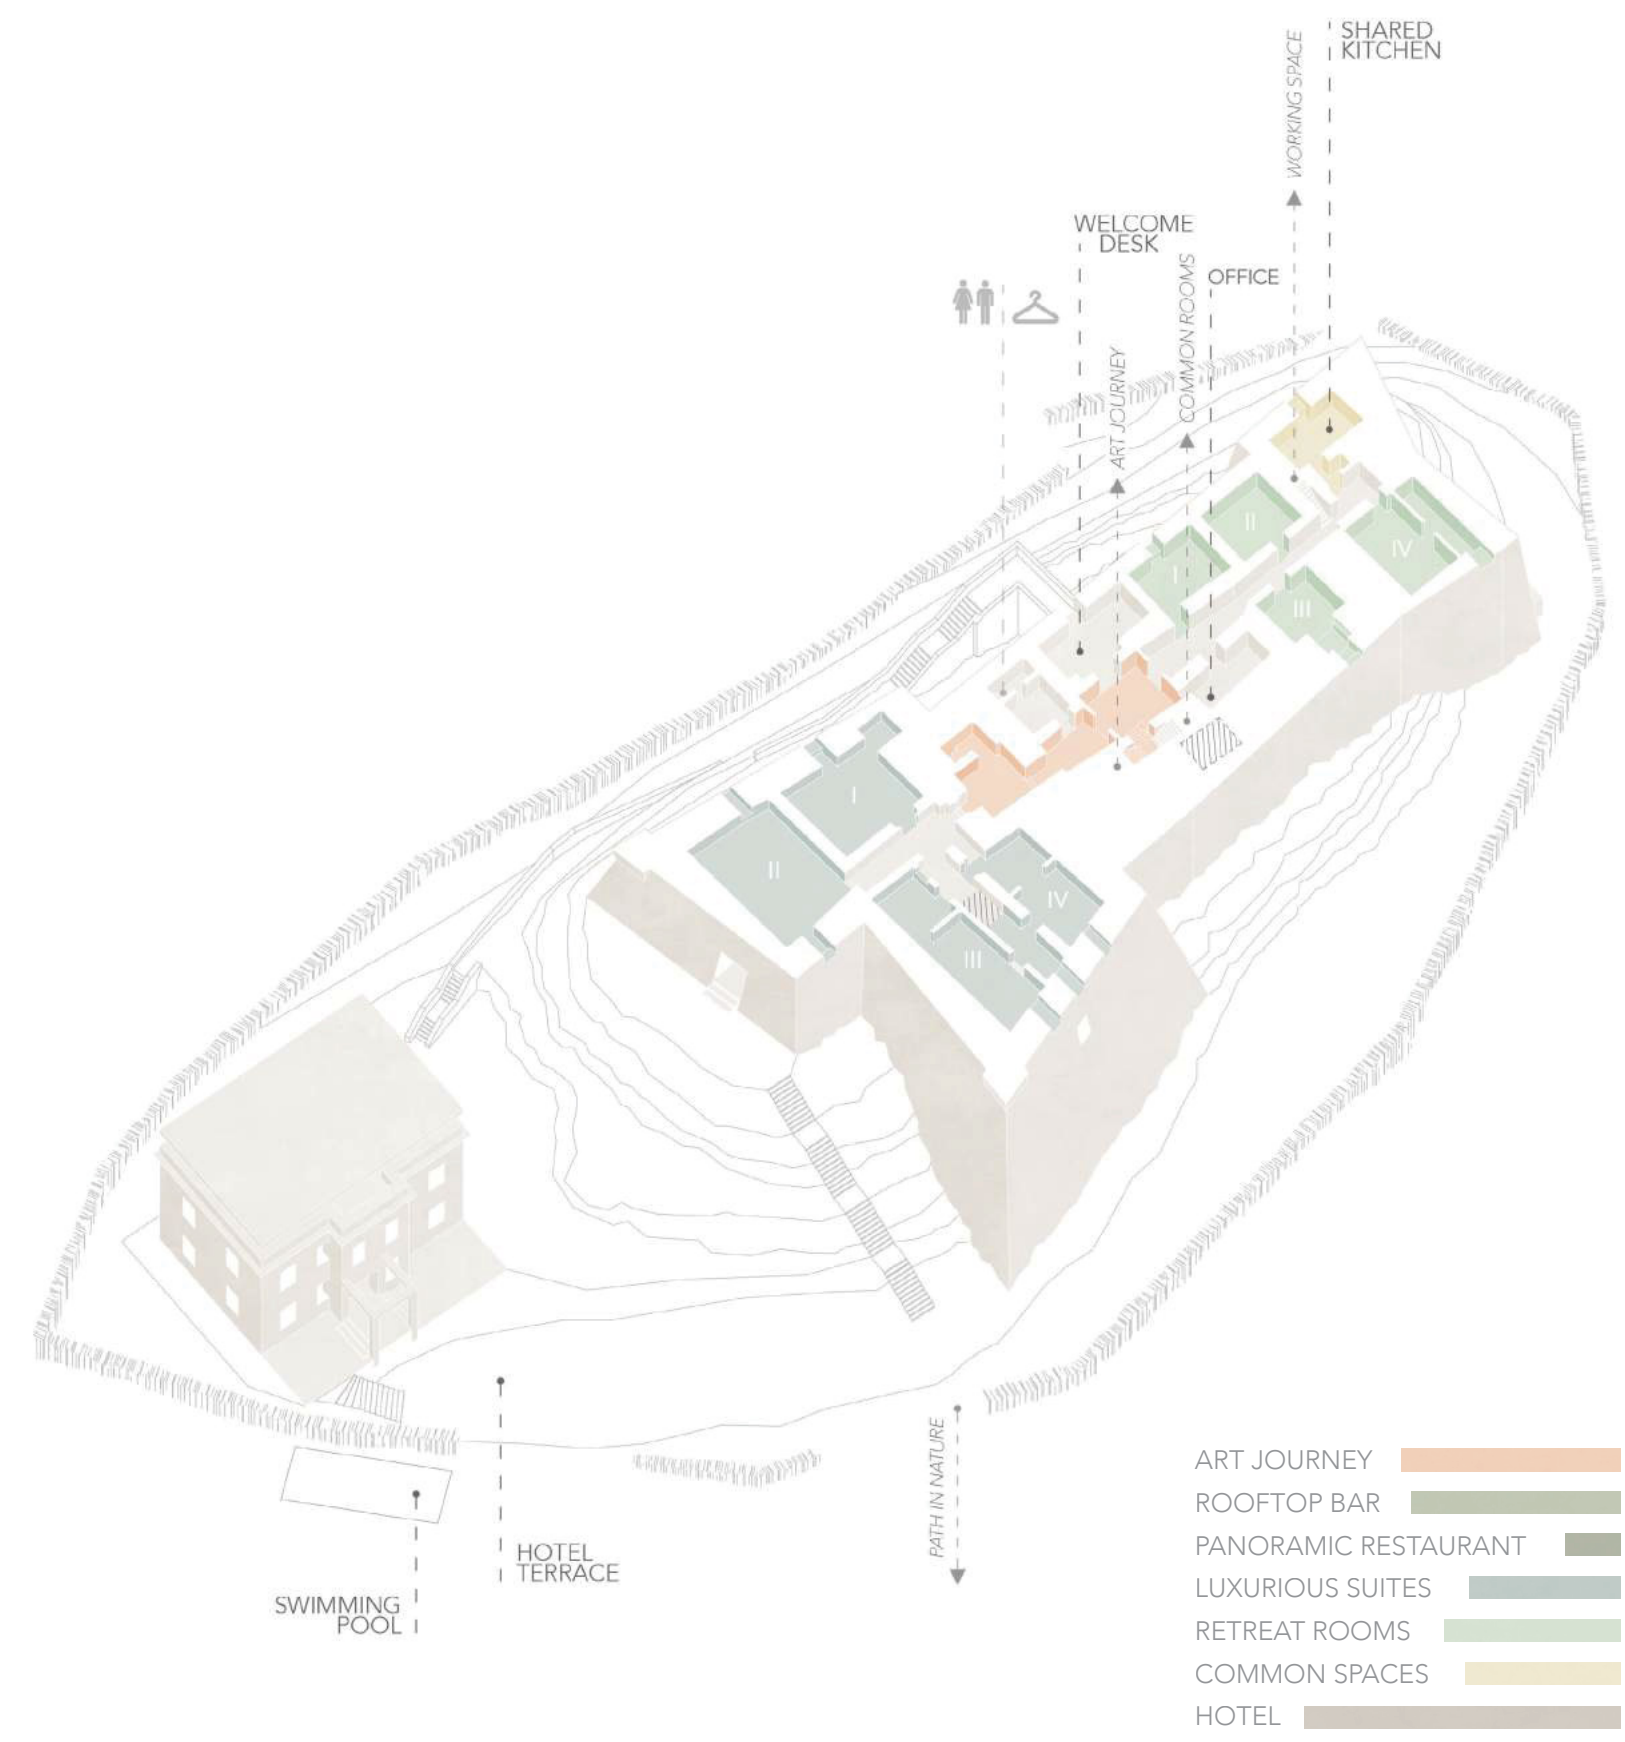 SHARED
KITCHEN
WORKING SPACE
WELCOME
DESK
COMMON ROOMS
OFFICE
ART JOURNEY
II
I
IV
III
I
II
IV
III
PATH IN NATURE
HOTEL
TERRACE
SWIMMING
POOL
ART JOURNEY
ROOFTOP BAR
PANORAMIC RESTAURANT
LUXURIOUS SUITES
RETREAT ROOMS
COMMON SPACES
HOTEL